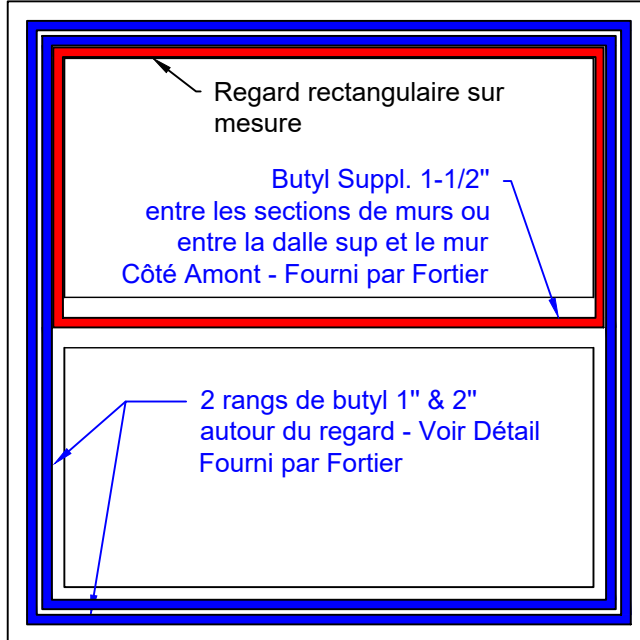 Regard rectangulaire sur
mesure
Butyl Suppl. 1-1/2"
entre les sections de murs ou
entre la dalle sup et le mur
Côté Amont - Fourni par Fortier
2 rangs de butyl 1" & 2"
autour du regard - Voir Détail
Fourni par Fortier